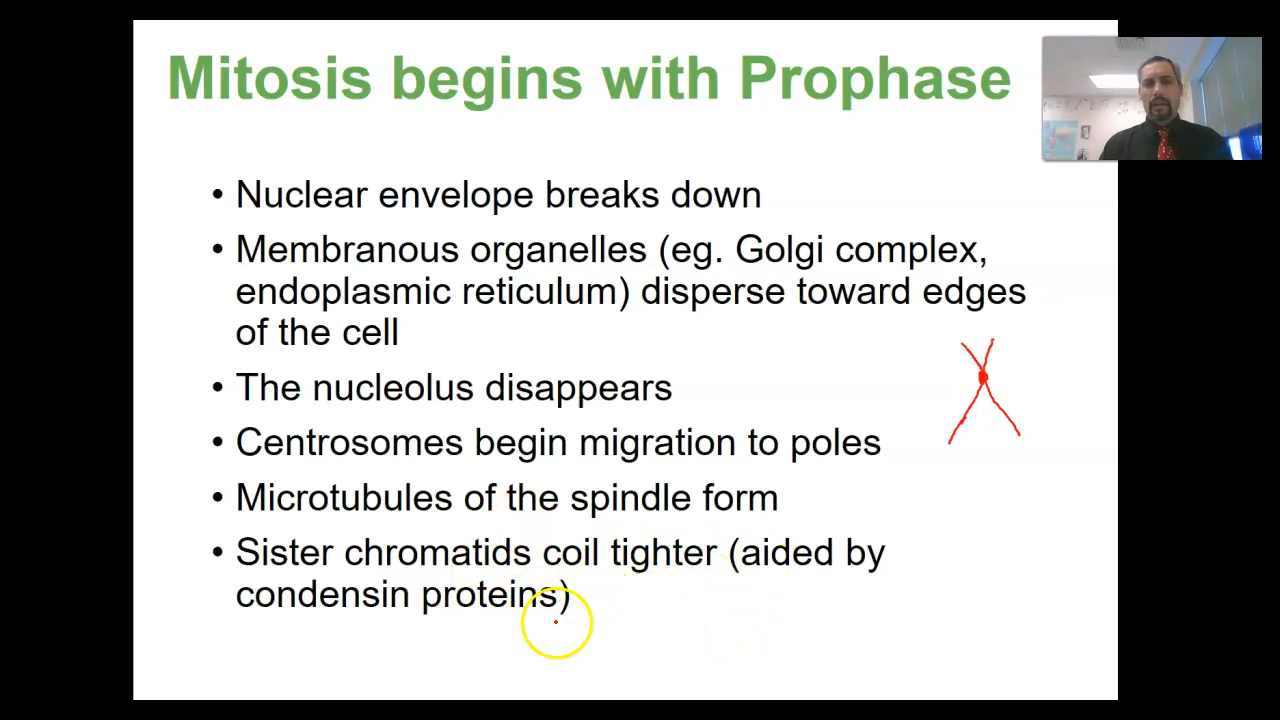 Mitosis begins with Prophase
• Nuclear envelope breaks down
• Membranous organelles (eg. Golgi complex,
endoplasmic reticulum) disperse toward edges
of the cell
• The nucleolus disappears
• Centrosomes begin migration to poles
• Microtubules of the spindle form
• Sister chromatids coil tighter (aided by
condensin proteins)